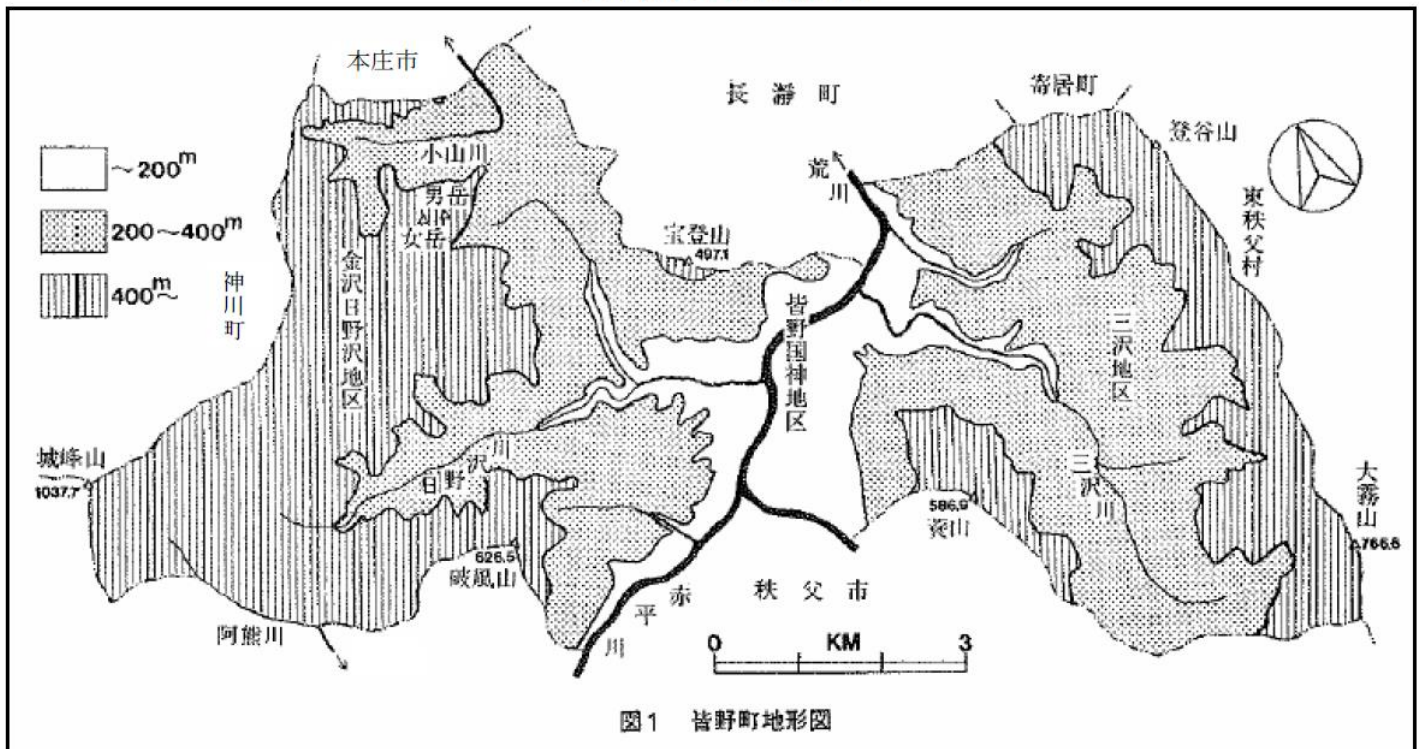 本庄市
長瀞町
寄居町
登谷山
～200m
200～400m
400m～
小山川
男岳
女岳
荒川
東秩父村
宝登山
497.1
神川町
金沢日野沢地区
皆野国神地区
三沢地区
城峰山
1037.7
日野沢川
三沢川
大霧山
766.6
586.9
蓑山
626.5
破風山
秩父市
赤平川
阿熊川
0 KM 3
図1 皆野町地形図